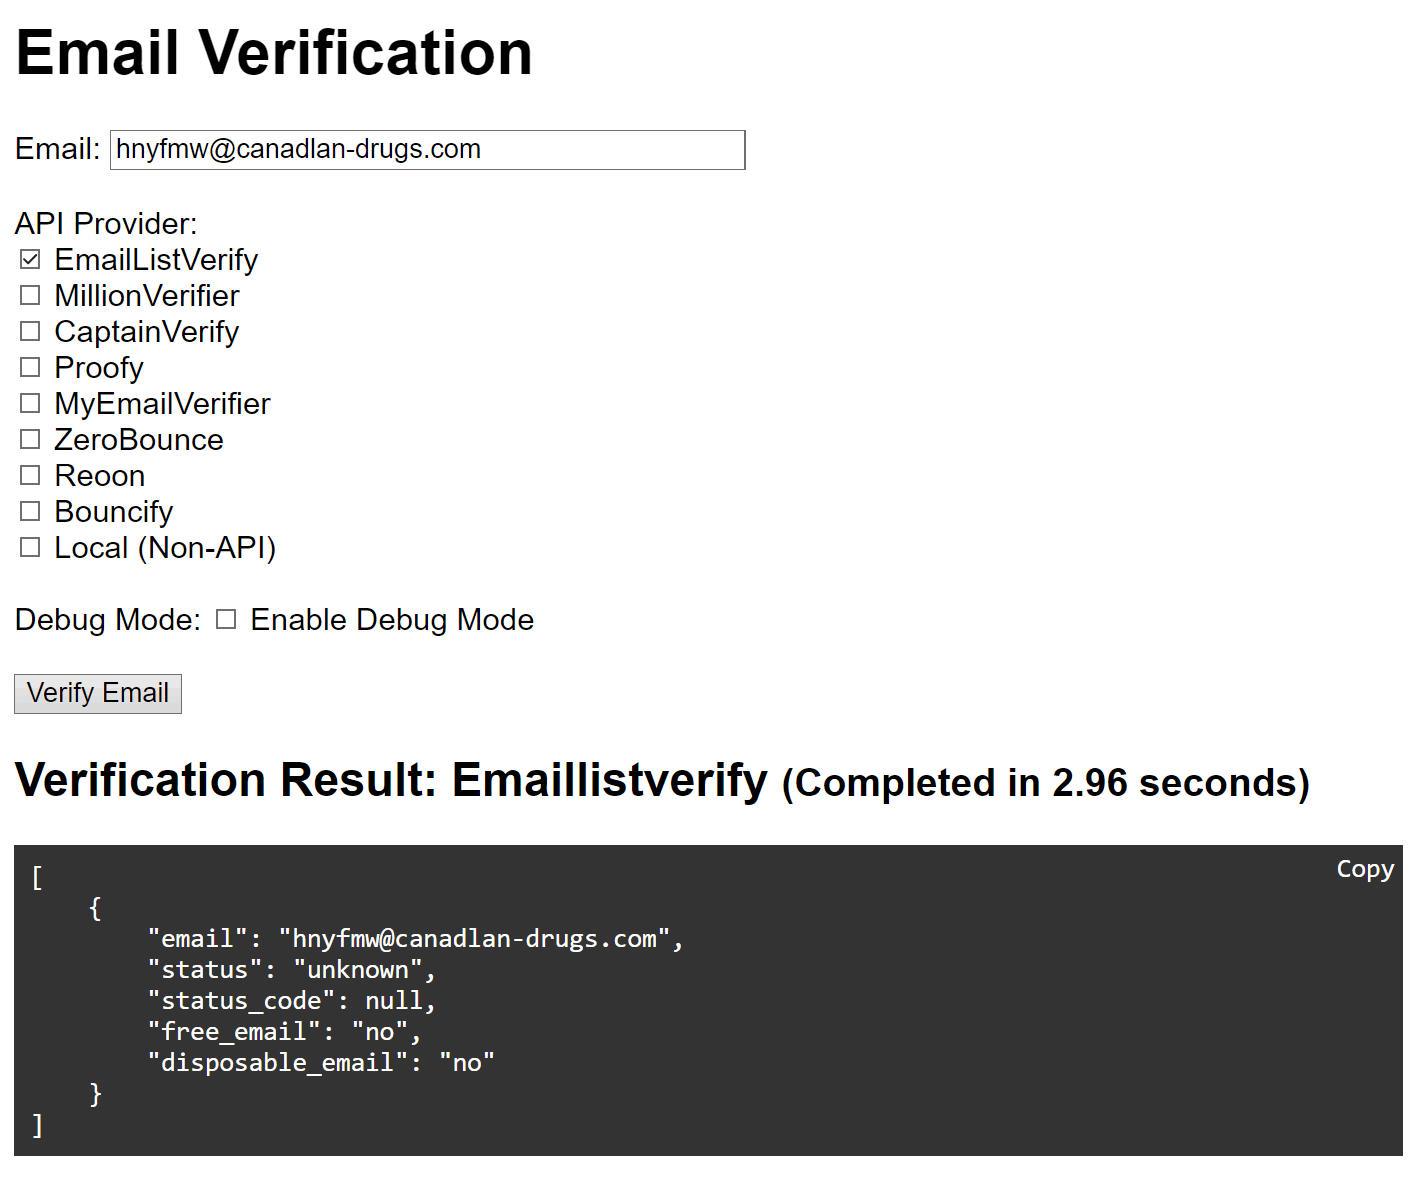 Email Verification
Email: hnyfmw@canadlan-drugs.com
API Provider:
EmailListVerify
MillionVerifier
CaptainVerify
Proofy
MyEmailVerifier
ZeroBounce
Reoon
Bouncify
Local (Non-API)
Debug Mode: Enable Debug Mode
Verify Email
Verification Result: Emaillistverify (Completed in 2.96 seconds)
Copy
[
    {
        "email": "hnyfmw@canadlan-drugs.com",
        "status": "unknown",
        "status_code": null,
        "free_email": "no",
        "disposable_email": "no"
    }
]